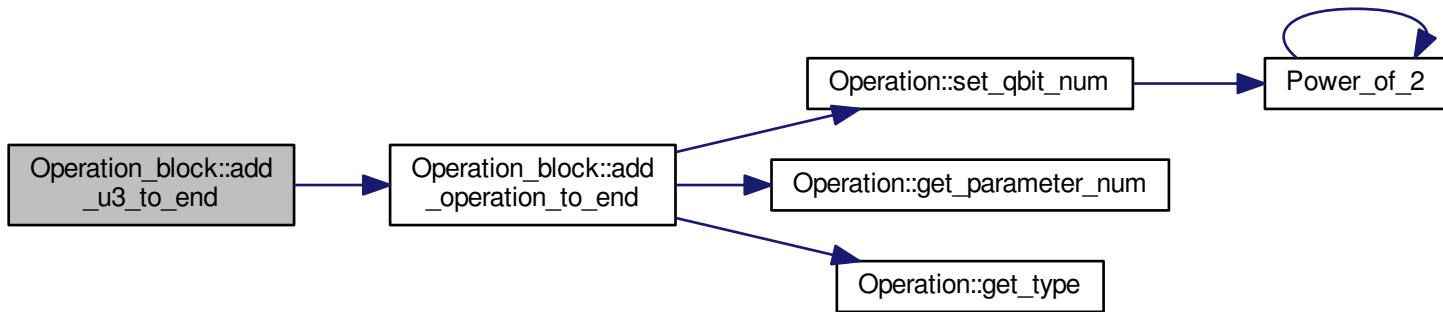 Operation_block::add
_u3_to_end
Operation_block::add
_operation_to_end
Operation::set_qbit_num
Power_of_2
Operation::get_parameter_num
Operation::get_type